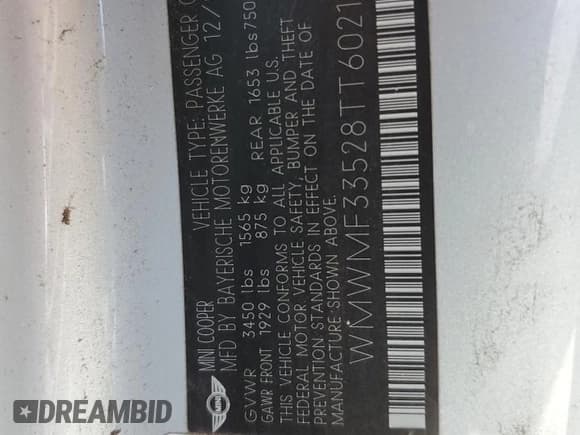 MINI COOPER
VEHICLE TYPE: PASSENGER
MFD BY BAYERISCHE MOTORENWERKE AG 12/
GVWR 3450 lbs 1565 kg
GAWR FRONT 1929 lbs 875 kg REAR 1653 lbs 750
THIS VEHICLE CONFORMS TO ALL APPLICABLE U.S.
FEDERAL MOTOR VEHICLE SAFETY, BUMPER AND THEFT
PREVENTION STANDARDS IN EFFECT ON THE DATE OF
MANUFACTURE SHOWN ABOVE.
WMWMF33528TT6021
MINI
DREAMBID